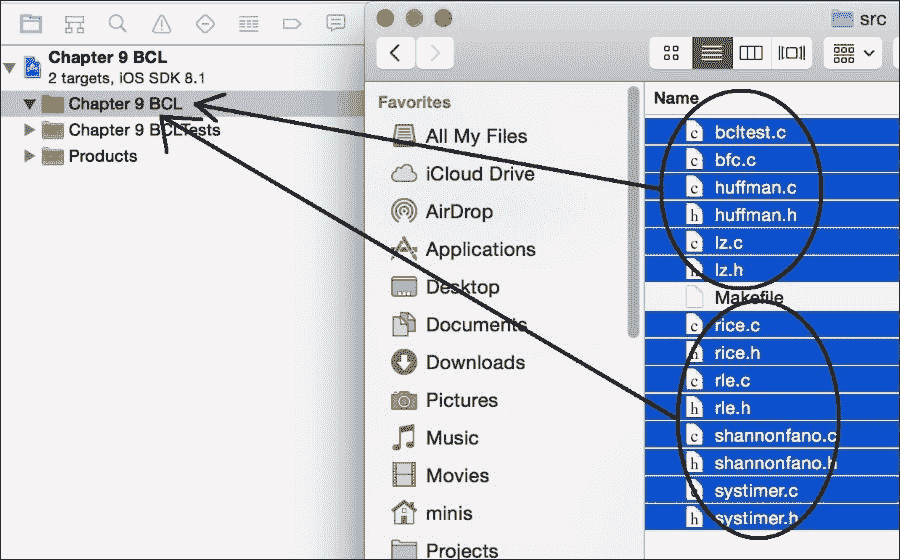 Chapter 9 BCL
2 targets, iOS SDK 8.1
Chapter 9 BCL
Chapter 9 BCLTests
Products
src
Favorites
All My Files
iCloud Drive
AirDrop
Applications
Desktop
Documents
Downloads
Pictures
Music
Movies
minis
Projects
Name
c bcltest.c
c bfc.c
c huffman.c
h huffman.h
c lz.c
h lz.h
Makefile
c rice.c
h rice.h
c rle.c
h rle.h
c shannonfano.c
h shannonfano.h
c systimer.c
h systimer.h